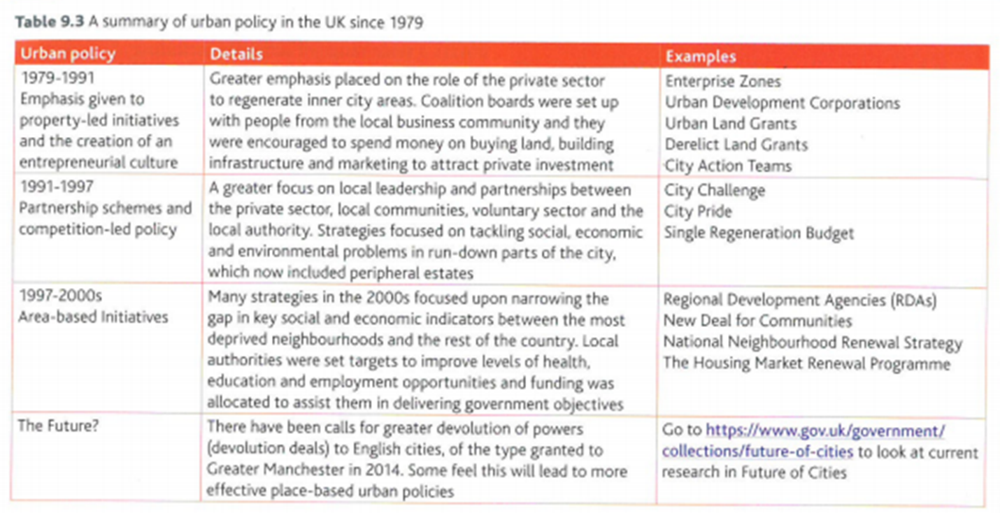 Table 9.3 A summary of urban policy in the UK since 1979
Urban policy
Details
Examples
1979-1991
Emphasis given to
property-led initiatives
and the creation of an
entrepreneurial culture
Greater emphasis placed on the role of the private sector
to regenerate inner city areas. Coalition boards were set up
with people from the local business community and they
were encouraged to spend money on buying land, building
infrastructure and marketing to attract private investment
Enterprise Zones
Urban Development Corporations
Urban Land Grants
Derelict Land Grants
City Action Teams
1991-1997
Partnership schemes and
competition-led policy
A greater focus on local leadership and partnerships between
the private sector, local communities, voluntary sector and the
local authority. Strategies focused on tackling social, economic
and environmental problems in run-down parts of the city,
which now included peripheral estates
City Challenge
City Pride
Single Regeneration Budget
1997-2000s
Area-based Initiatives
Many strategies in the 2000s focused upon narrowing the
gap in key social and economic indicators between the most
deprived neighbourhoods and the rest of the country. Local
authorities were set targets to improve levels of health,
education and employment opportunities and funding was
allocated to assist them in delivering government objectives
Regional Development Agencies (RDAs)
New Deal for Communities
National Neighbourhood Renewal Strategy
The Housing Market Renewal Programme
The Future?
There have been calls for greater devolution of powers
(devolution deals) to English cities, of the type granted to
Greater Manchester in 2014. Some feel this will lead to more
effective place-based urban policies
Go to https://www.gov.uk/government/
collections/future-of-cities to look at current
research in Future of Cities